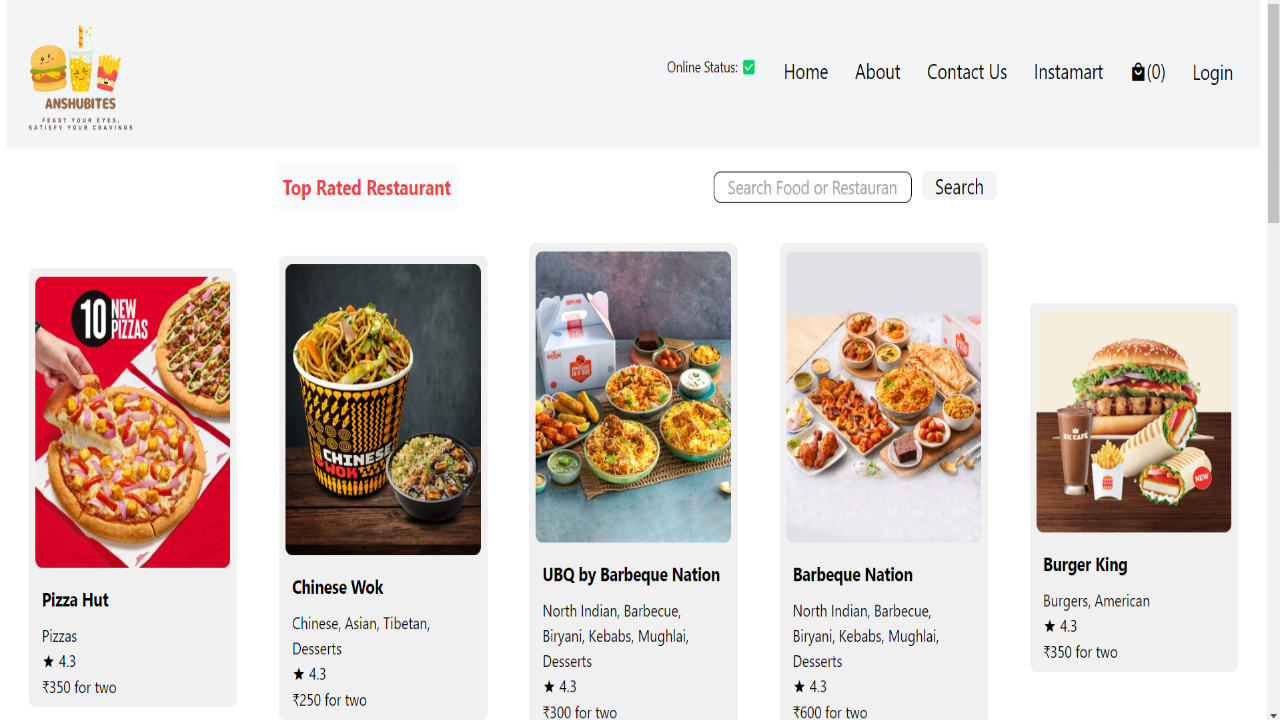 ANSHUBITES
FEAST YOUR EYES,
SATISFY YOUR CRAVINGS
Online Status: ✅
Home
About
Contact Us
Instamart
(0)
Login
Top Rated Restaurant
Search Food or Restauran
Search
10 NEW
PIZZAS
Pizza Hut
Pizzas
★ 4.3
₹350 for two
CHINESE
WOK
Chinese Wok
Chinese, Asian, Tibetan,
Desserts
★ 4.3
₹250 for two
UBQ by Barbeque Nation
North Indian, Barbecue,
Biryani, Kebabs, Mughlai,
Desserts
★ 4.3
₹300 for two
Barbeque Nation
North Indian, Barbecue,
Biryani, Kebabs, Mughlai,
Desserts
★ 4.3
₹600 for two
BK CAFE
NEW
Burger King
Burgers, American
★ 4.3
₹350 for two